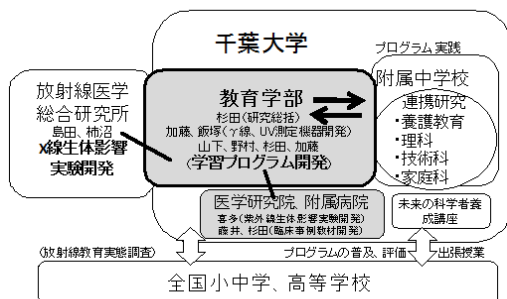 千葉大学
プログラム実践
放射線医学
総合研究所
島田、柿沼
X線生体影響
実験開発
教育学部
杉田(研究総括)
加藤、飯塚(γ線、UV測定機器開発)
山下、野村、杉田、加藤
(学習プログラム開発)
附属中学校
連携研究
・養護教育
・理科
・技術科
・家庭科
医学研究院、附属病院
喜多(紫外線生体影響実験開発)
藤井、杉田(臨床事例教材開発)
未来の科学者養
成講座
(放射線教育実態調査)
プログラムの普及、評価
出張授業
全国小中学、高等学校